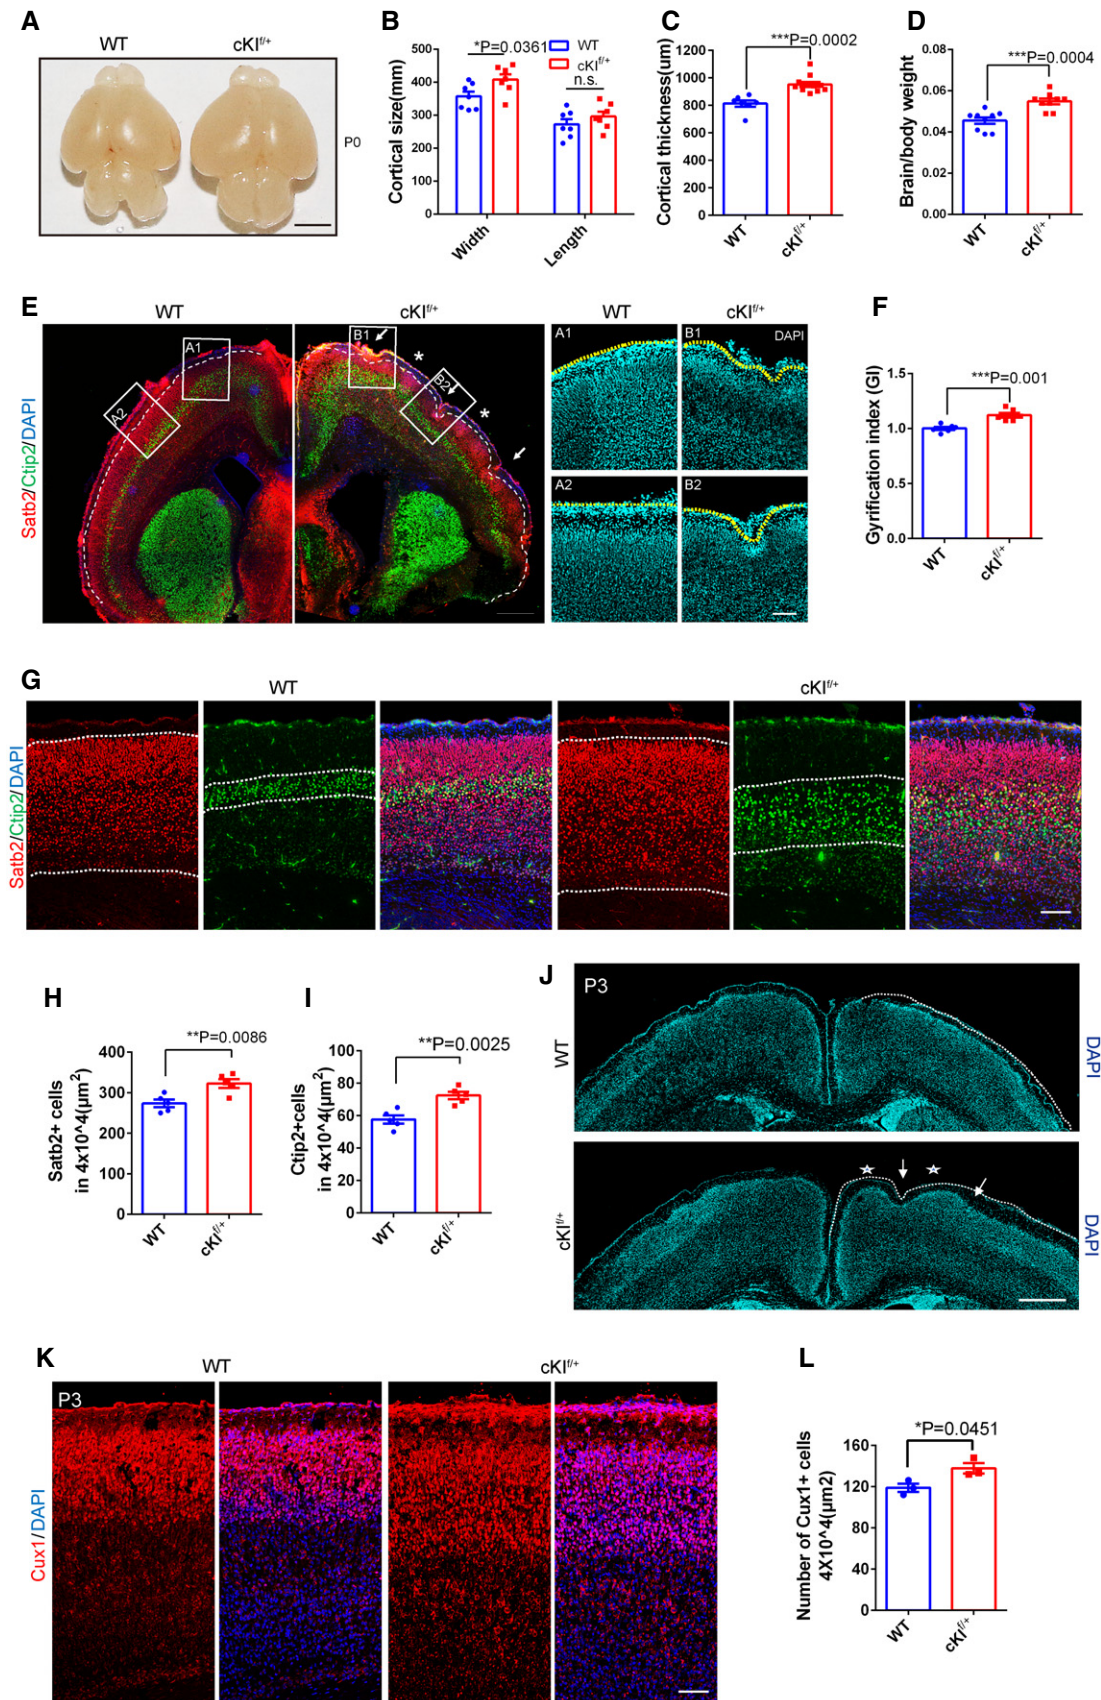 A
WT
cKI^f/+
P0
B
*P=0.0361
WT
cKI^f/+
n.s.
Cortical size(mm)
500
400
300
200
100
0
Width
Length
C
***P=0.0002
Cortical thickness(um)
1200
1000
800
600
400
200
0
WT
cKI^f/+
D
***P=0.0004
Brain/body weight
0.08
0.06
0.04
0.02
0.00
WT
cKI^f/+
E
WT
cKI^f/+
Satb2/Ctip2/DAPI
A1
A2
B1
B2
*
*
WT
cKI^f/+
A1
B1
DAPI
A2
B2
F
***P=0.001
Gyrification index (GI)
1.5
1.0
0.5
0.0
WT
cKI^f/+
G
WT
cKI^f/+
Satb2/Ctip2/DAPI
H
**P=0.0086
Satb2+ cells
in 4x10^4(μm²)
400
300
200
100
0
WT
cKI^f/+
I
**P=0.0025
Ctip2+cells
in 4x10^4(μm²)
100
80
60
40
20
0
WT
cKI^f/+
J
P3
WT
DAPI
cKI^f/+
DAPI
K
WT
cKI^f/+
P3
Cux1/DAPI
L
*P=0.0451
Number of Cux1+ cells
4X10^4(μm2)
160
120
80
40
0
WT
cKI^f/+